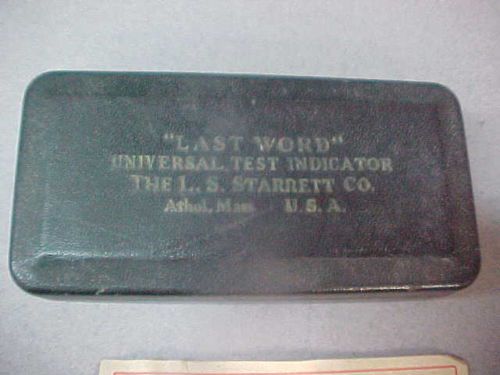 "LAST WORD"
UNIVERSAL TEST INDICATOR
THE L. S. STARRETT CO.
Athol, Mass. U. S. A.